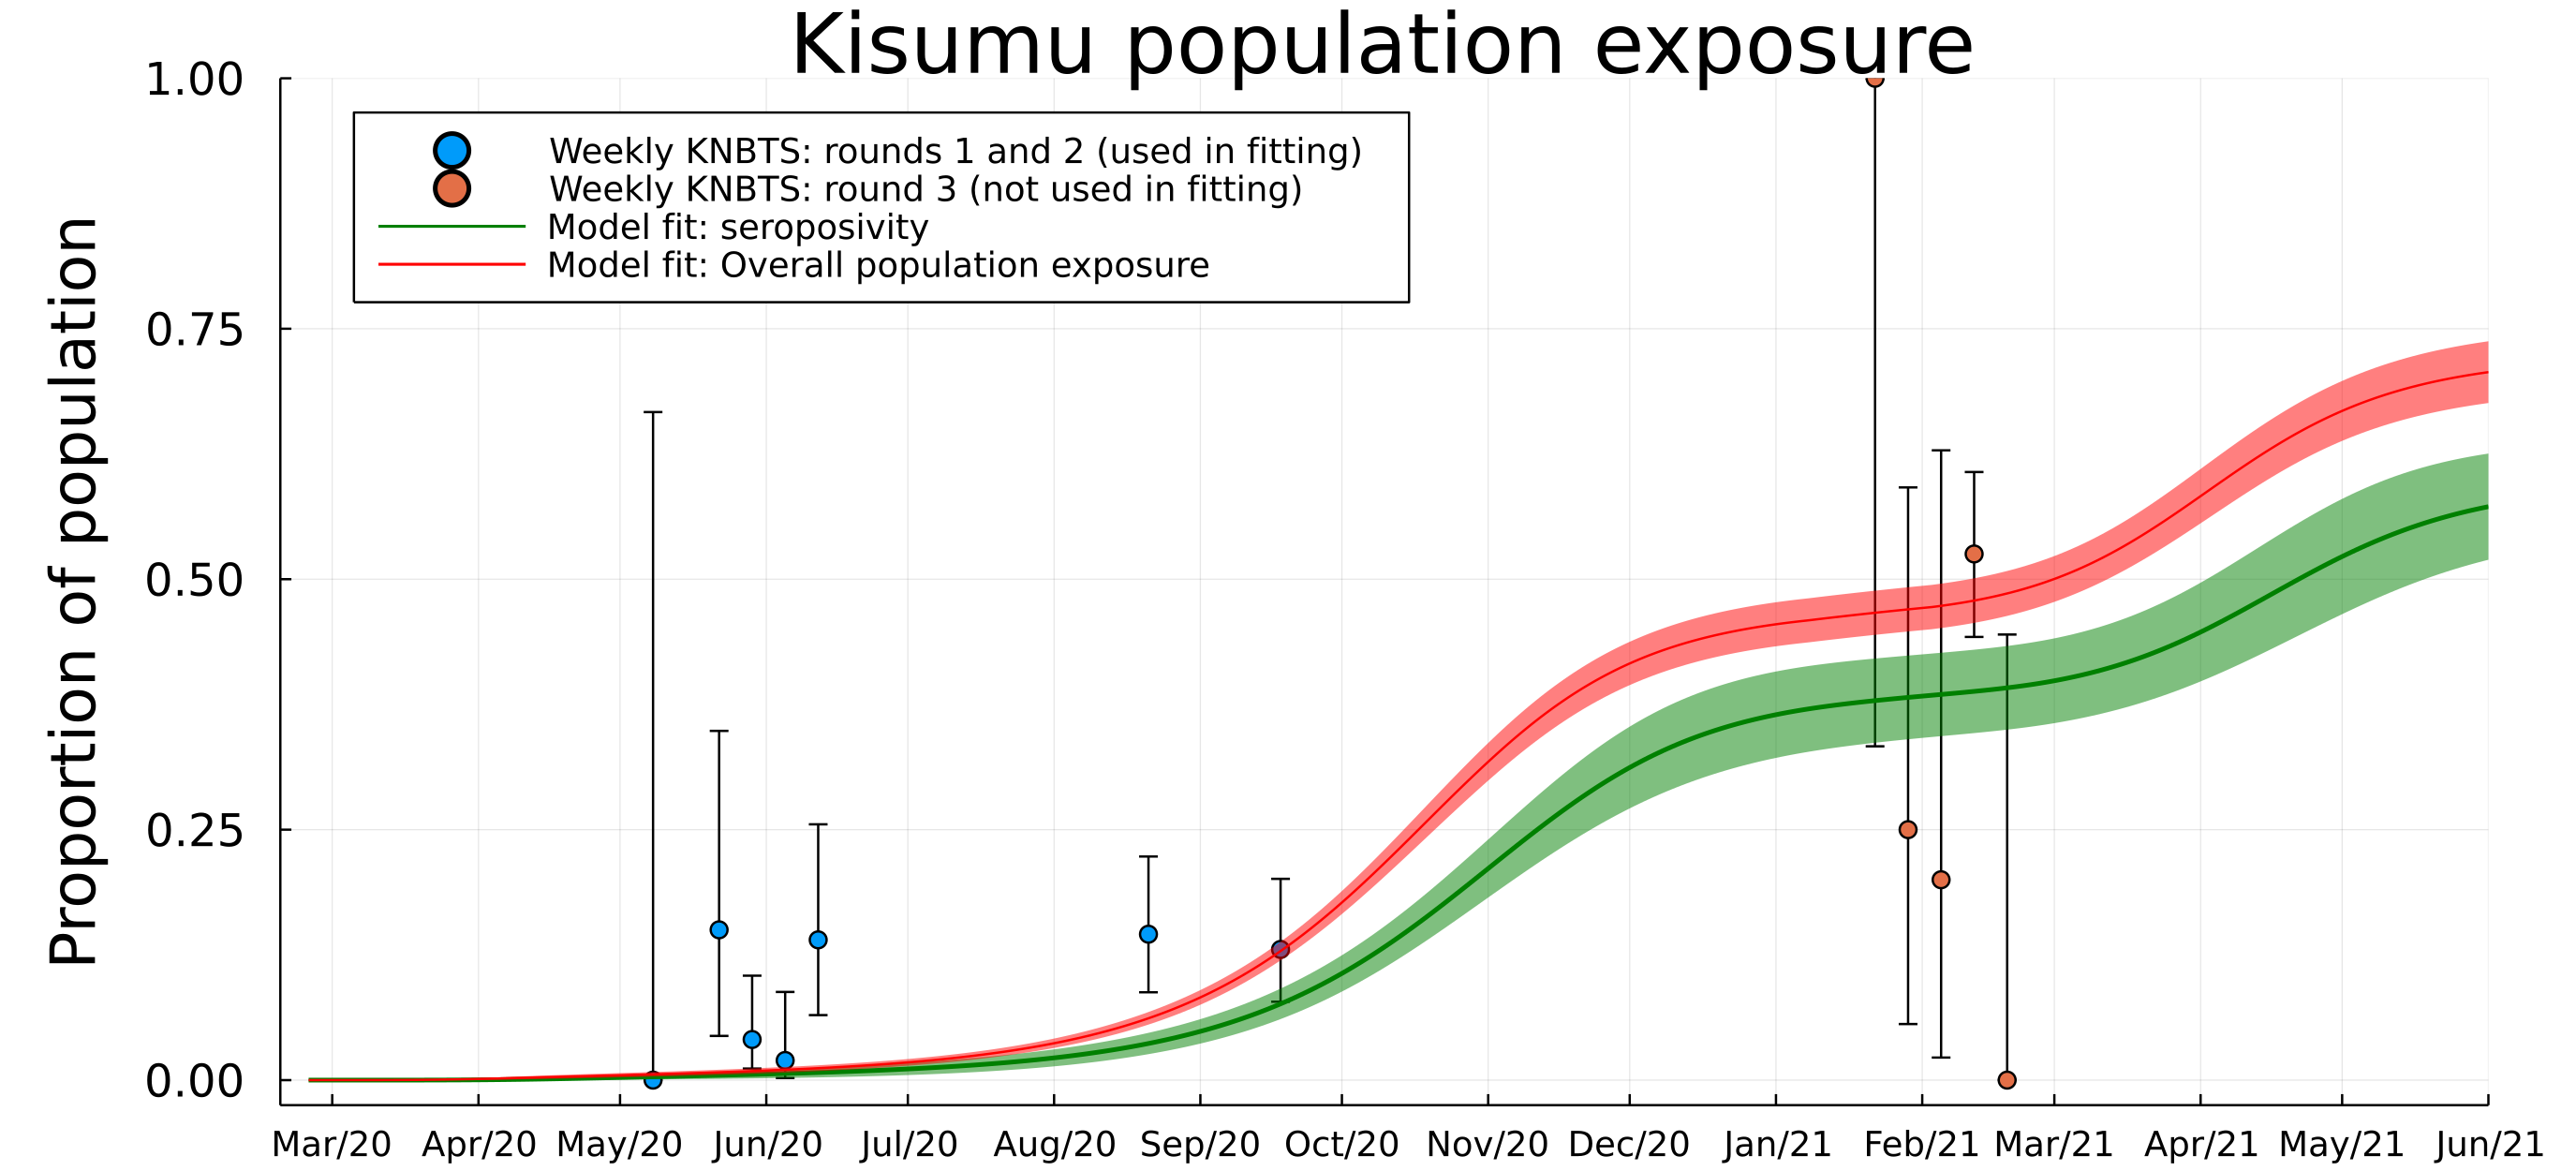 Kisumu population exposure
1.00
Weekly KNBTS: rounds 1 and 2 (used in fitting)
Weekly KNBTS: round 3 (not used in fitting)
Model fit: seroposivity
Model fit: Overall population exposure
0.75
0.50
0.25
0.00
Proportion of population
Mar/20 Apr/20 May/20 Jun/20 Jul/20 Aug/20 Sep/20 Oct/20 Nov/20 Dec/20 Jan/21 Feb/21 Mar/21 Apr/21 May/21 Jun/21